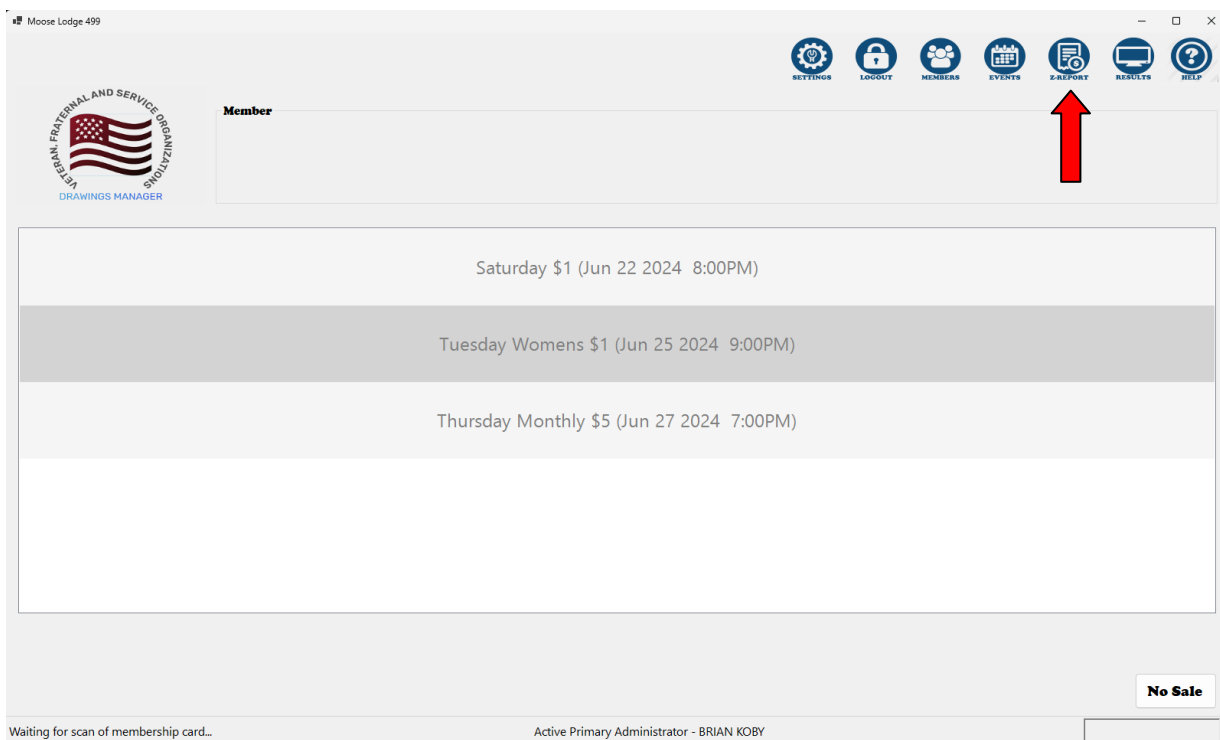 Moose Lodge 499
SETTINGS
LOGOUT
MEMBERS
EVENTS
Z-REPORT
RESULTS
HELP
VETERAN, FRATERNAL AND SERVICE ORGANIZATIONS
DRAWINGS MANAGER
Member
Saturday $1 (Jun 22 2024  8:00PM)
Tuesday Womens $1 (Jun 25 2024  9:00PM)
Thursday Monthly $5 (Jun 27 2024  7:00PM)
No Sale
Waiting for scan of membership card...
Active Primary Administrator - BRIAN KOBY